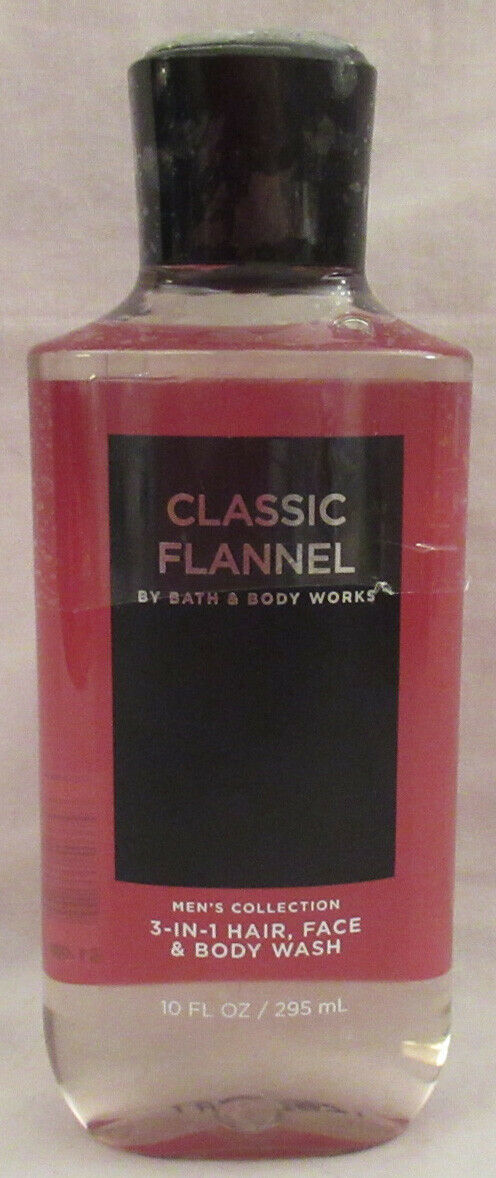 CLASSIC
FLANNEL
BY BATH & BODY WORKS
MEN'S COLLECTION
3-IN-1 HAIR, FACE
& BODY WASH
10 FL OZ / 295 mL